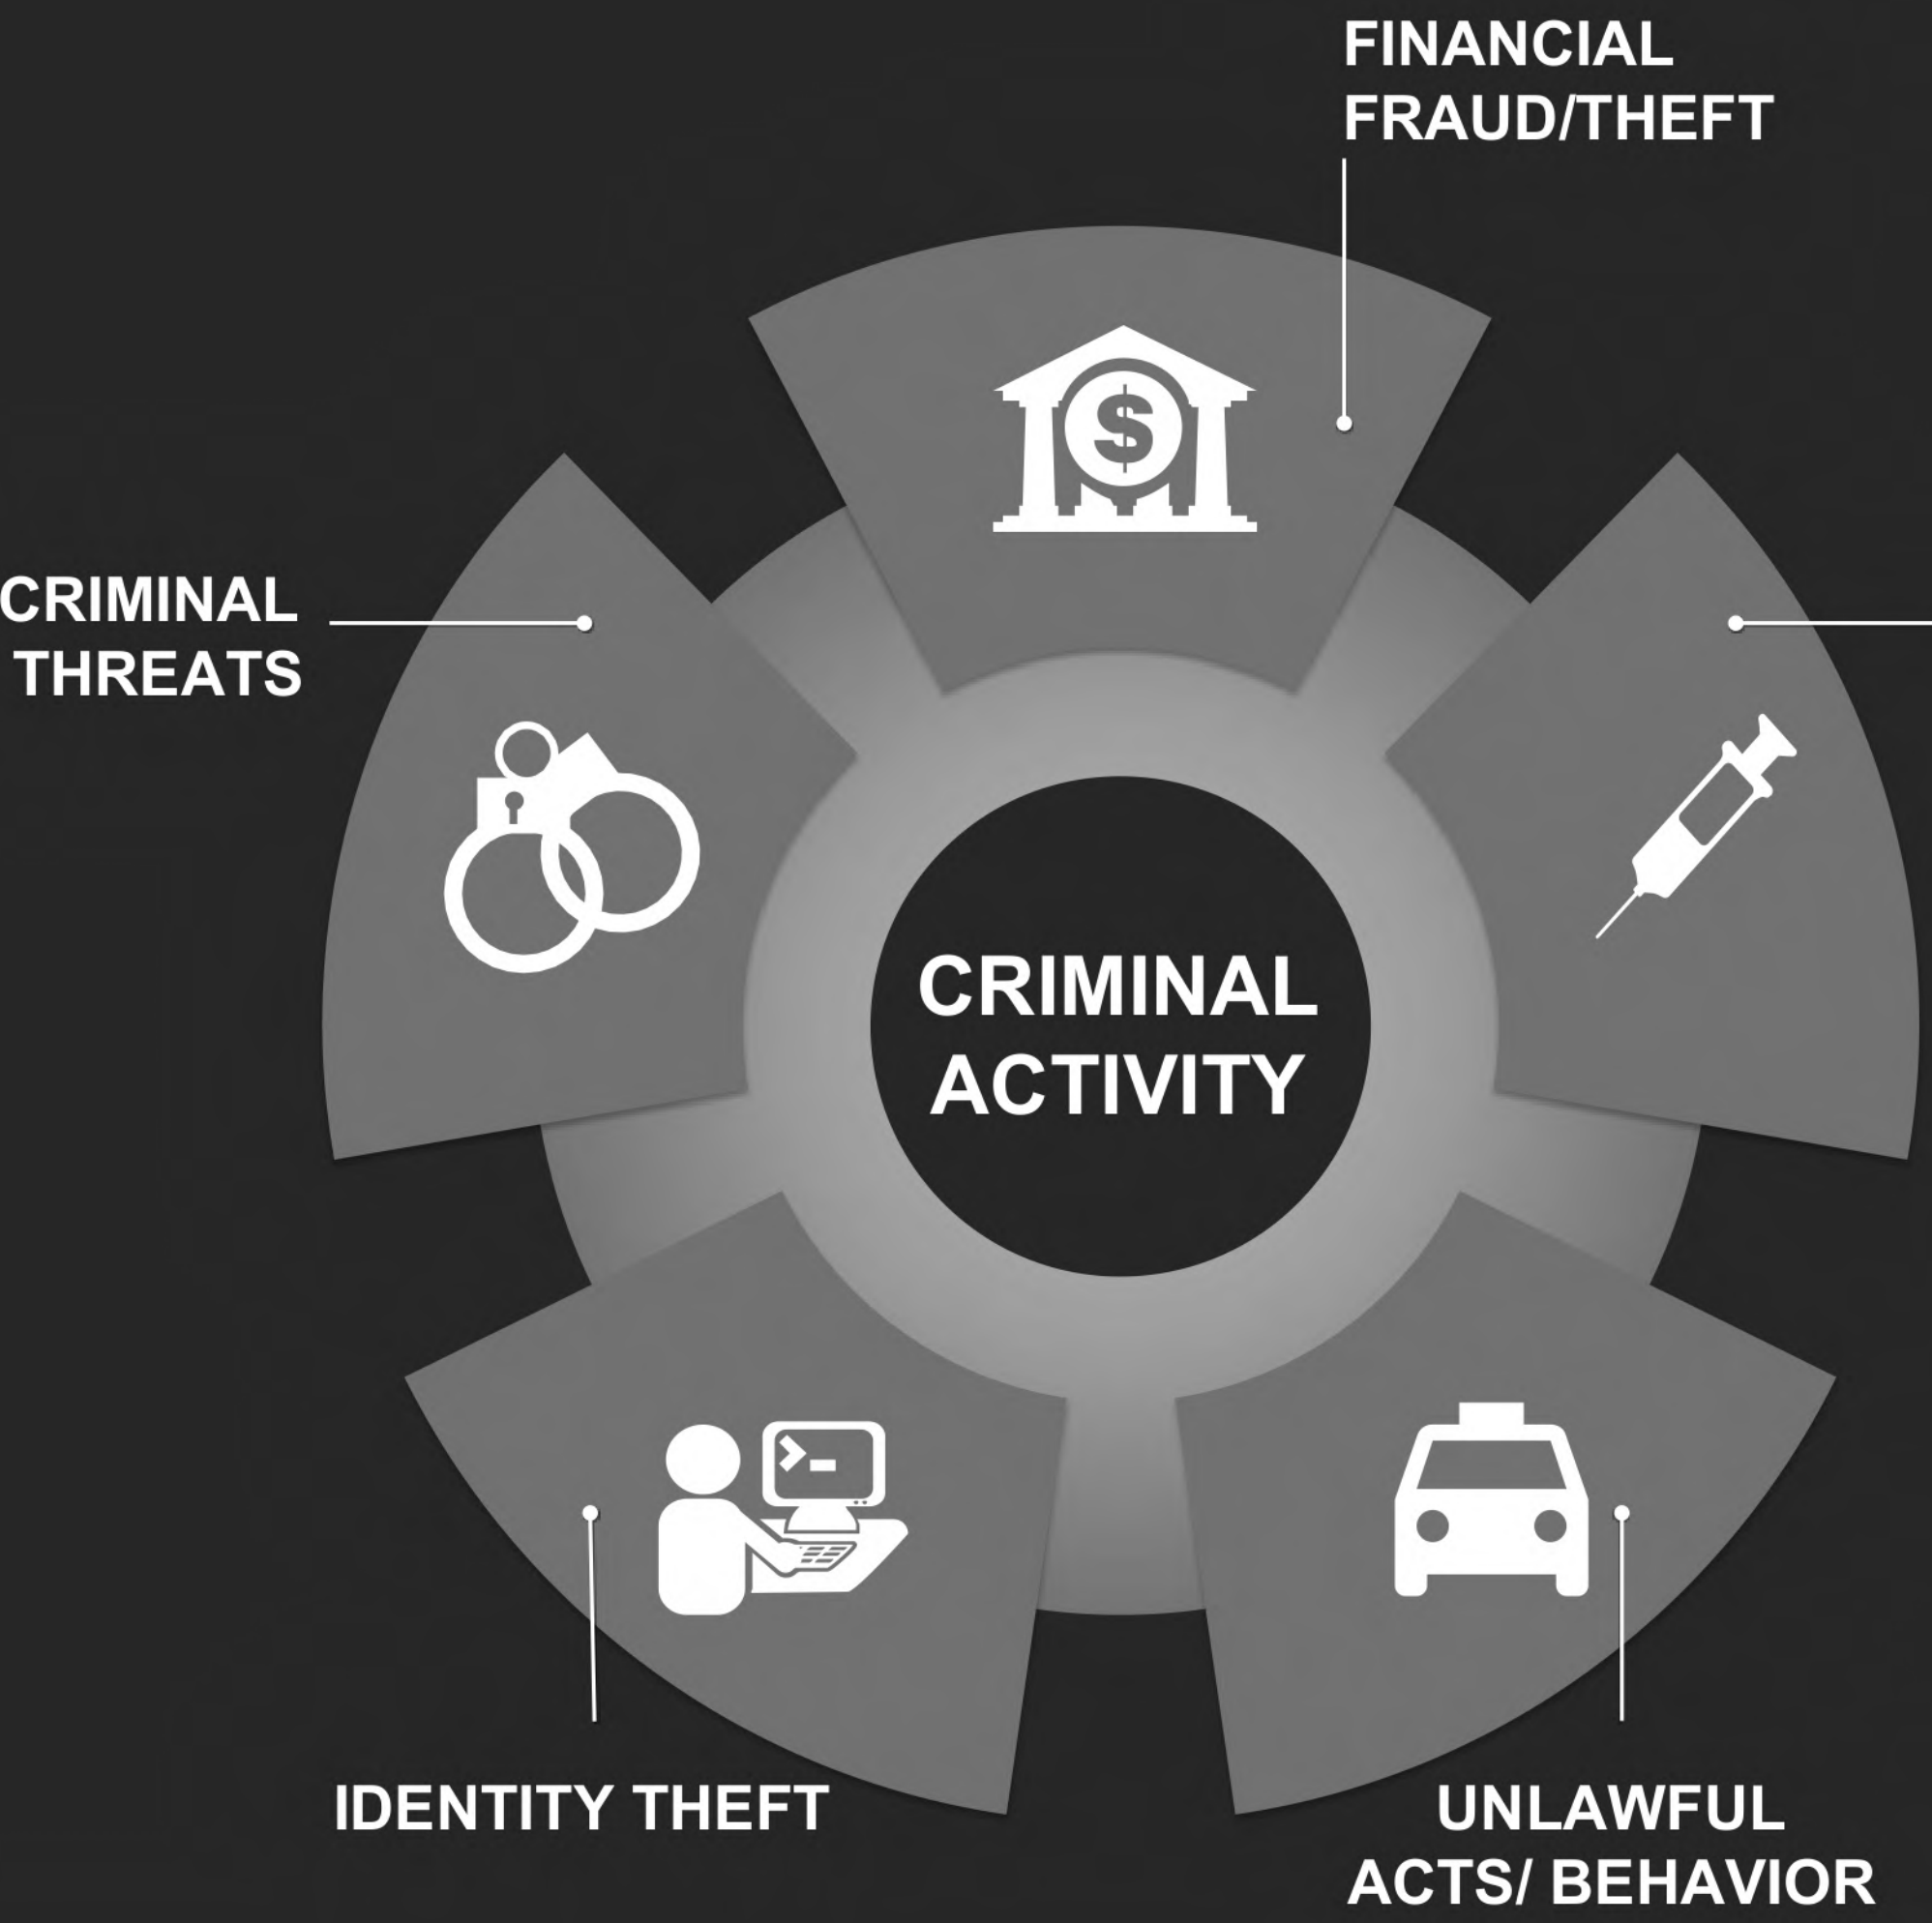 FINANCIAL
FRAUD/THEFT
CRIMINAL
THREATS
$
CRIMINAL
ACTIVITY
IDENTITY THEFT
UNLAWFUL
ACTS/ BEHAVIOR